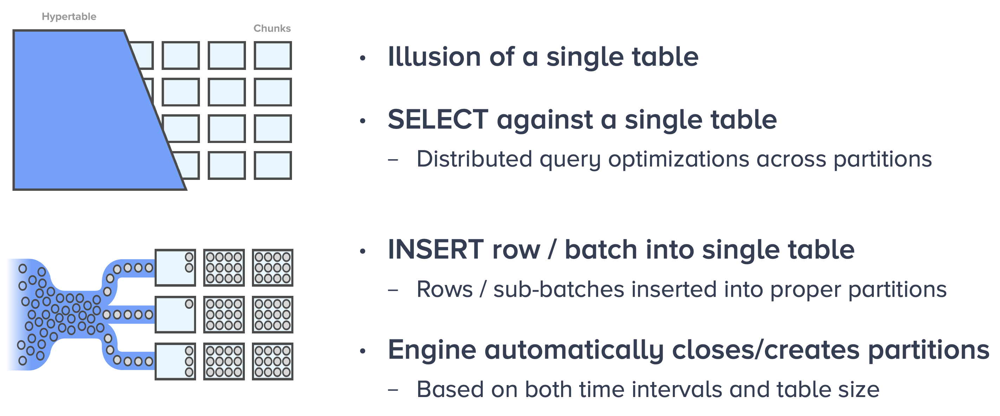 Hypertable
Chunks
• Illusion of a single table
• SELECT against a single table
– Distributed query optimizations across partitions
• INSERT row / batch into single table
– Rows / sub-batches inserted into proper partitions
• Engine automatically closes/creates partitions
– Based on both time intervals and table size